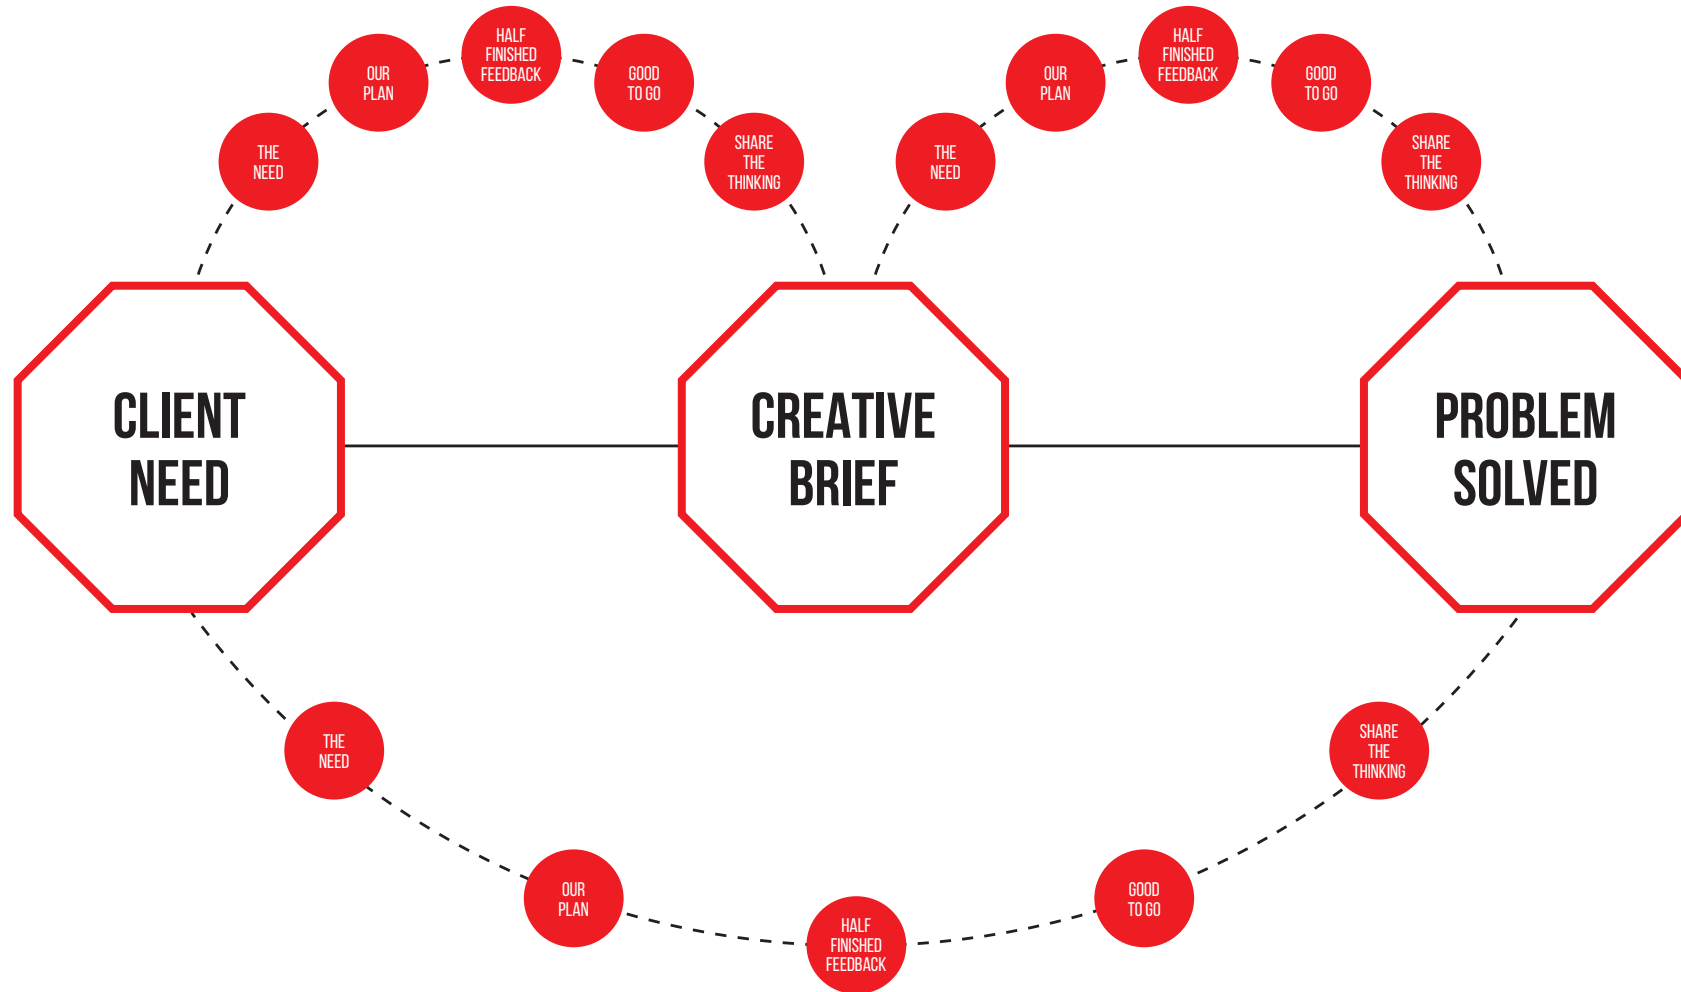 THE
NEED
OUR
PLAN
HALF
FINISHED
FEEDBACK
GOOD
TO GO
SHARE
THE
THINKING
THE
NEED
OUR
PLAN
HALF
FINISHED
FEEDBACK
GOOD
TO GO
SHARE
THE
THINKING
CLIENT
NEED
CREATIVE
BRIEF
PROBLEM
SOLVED
THE
NEED
OUR
PLAN
HALF
FINISHED
FEEDBACK
GOOD
TO GO
SHARE
THE
THINKING